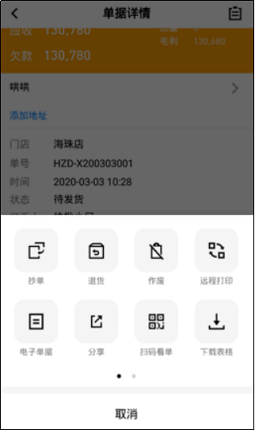 单据详情
应收 130,780
欠款 130,780
毛利 130,680
哄哄
添加地址
门店 海珠店
单号 HZD-X200303001
时间 2020-03-03 10:28
状态 待发货
抄单 退货 作废 远程打印
电子单据 分享 扫码看单 下载表格
取消